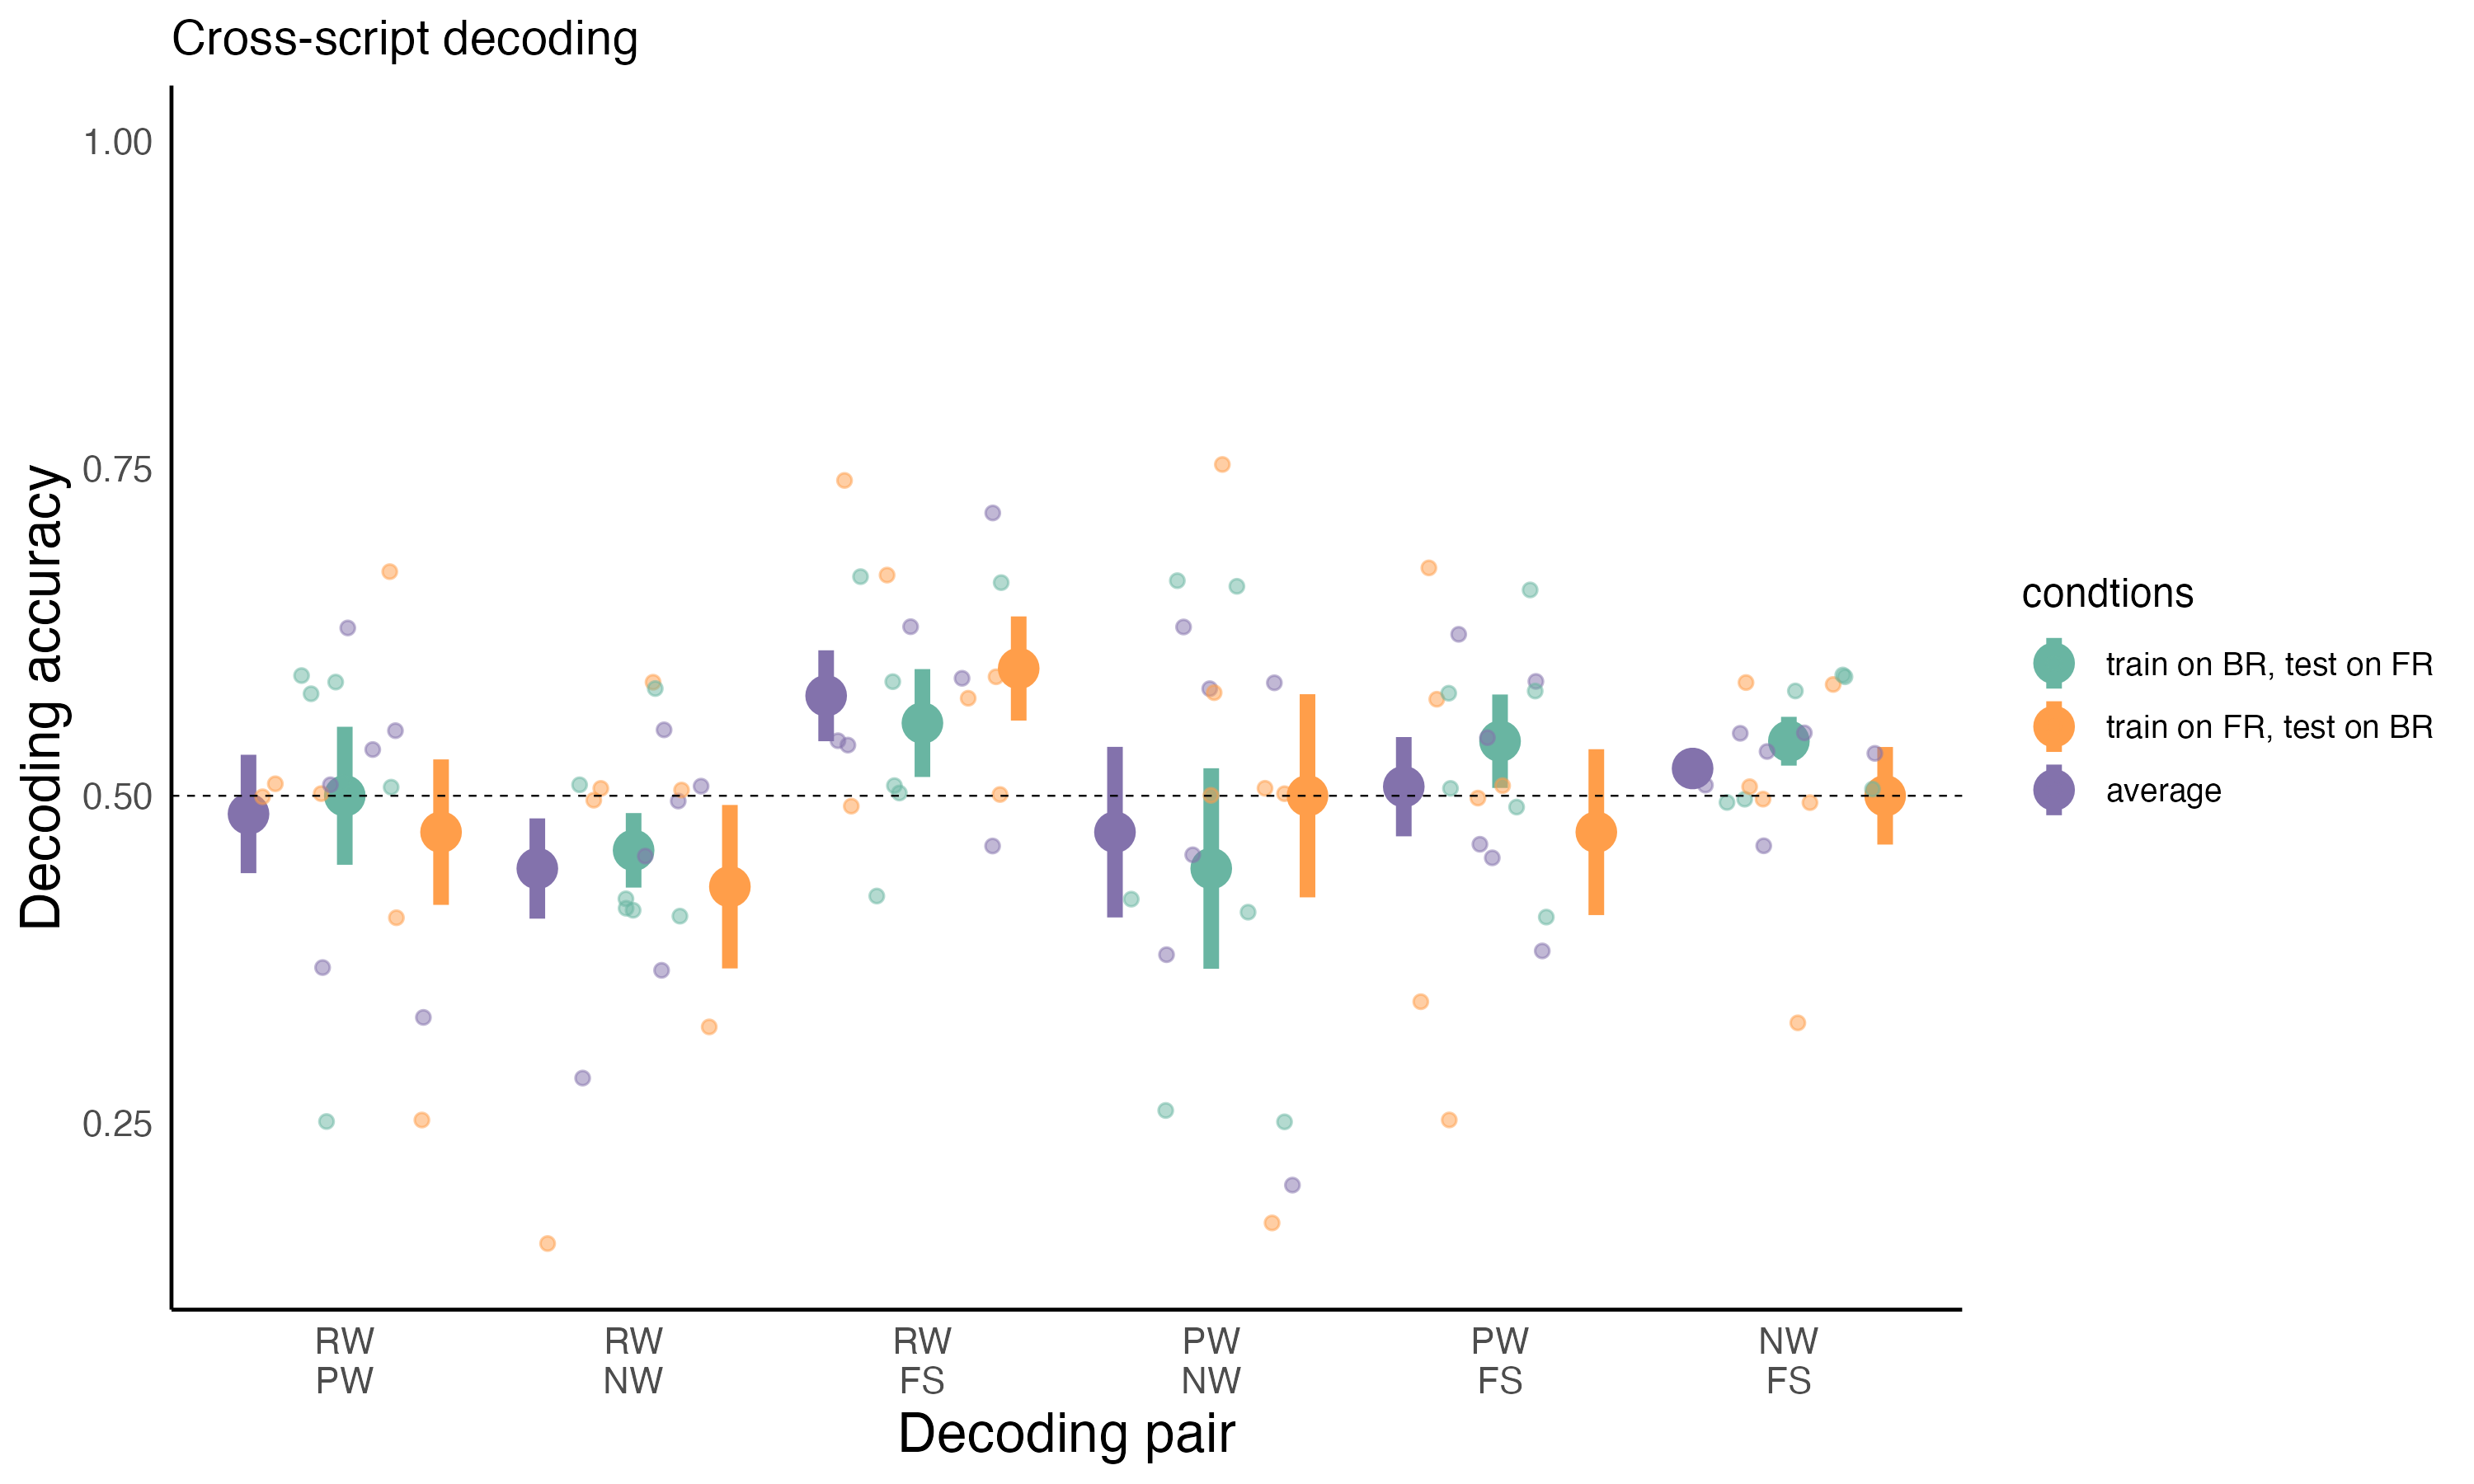 Cross-script decoding
1.00
0.75
0.50
0.25
Decoding accuracy
RW
PW
RW
NW
RW
FS
PW
NW
PW
FS
NW
FS
Decoding pair
condtions
train on BR, test on FR
train on FR, test on BR
average